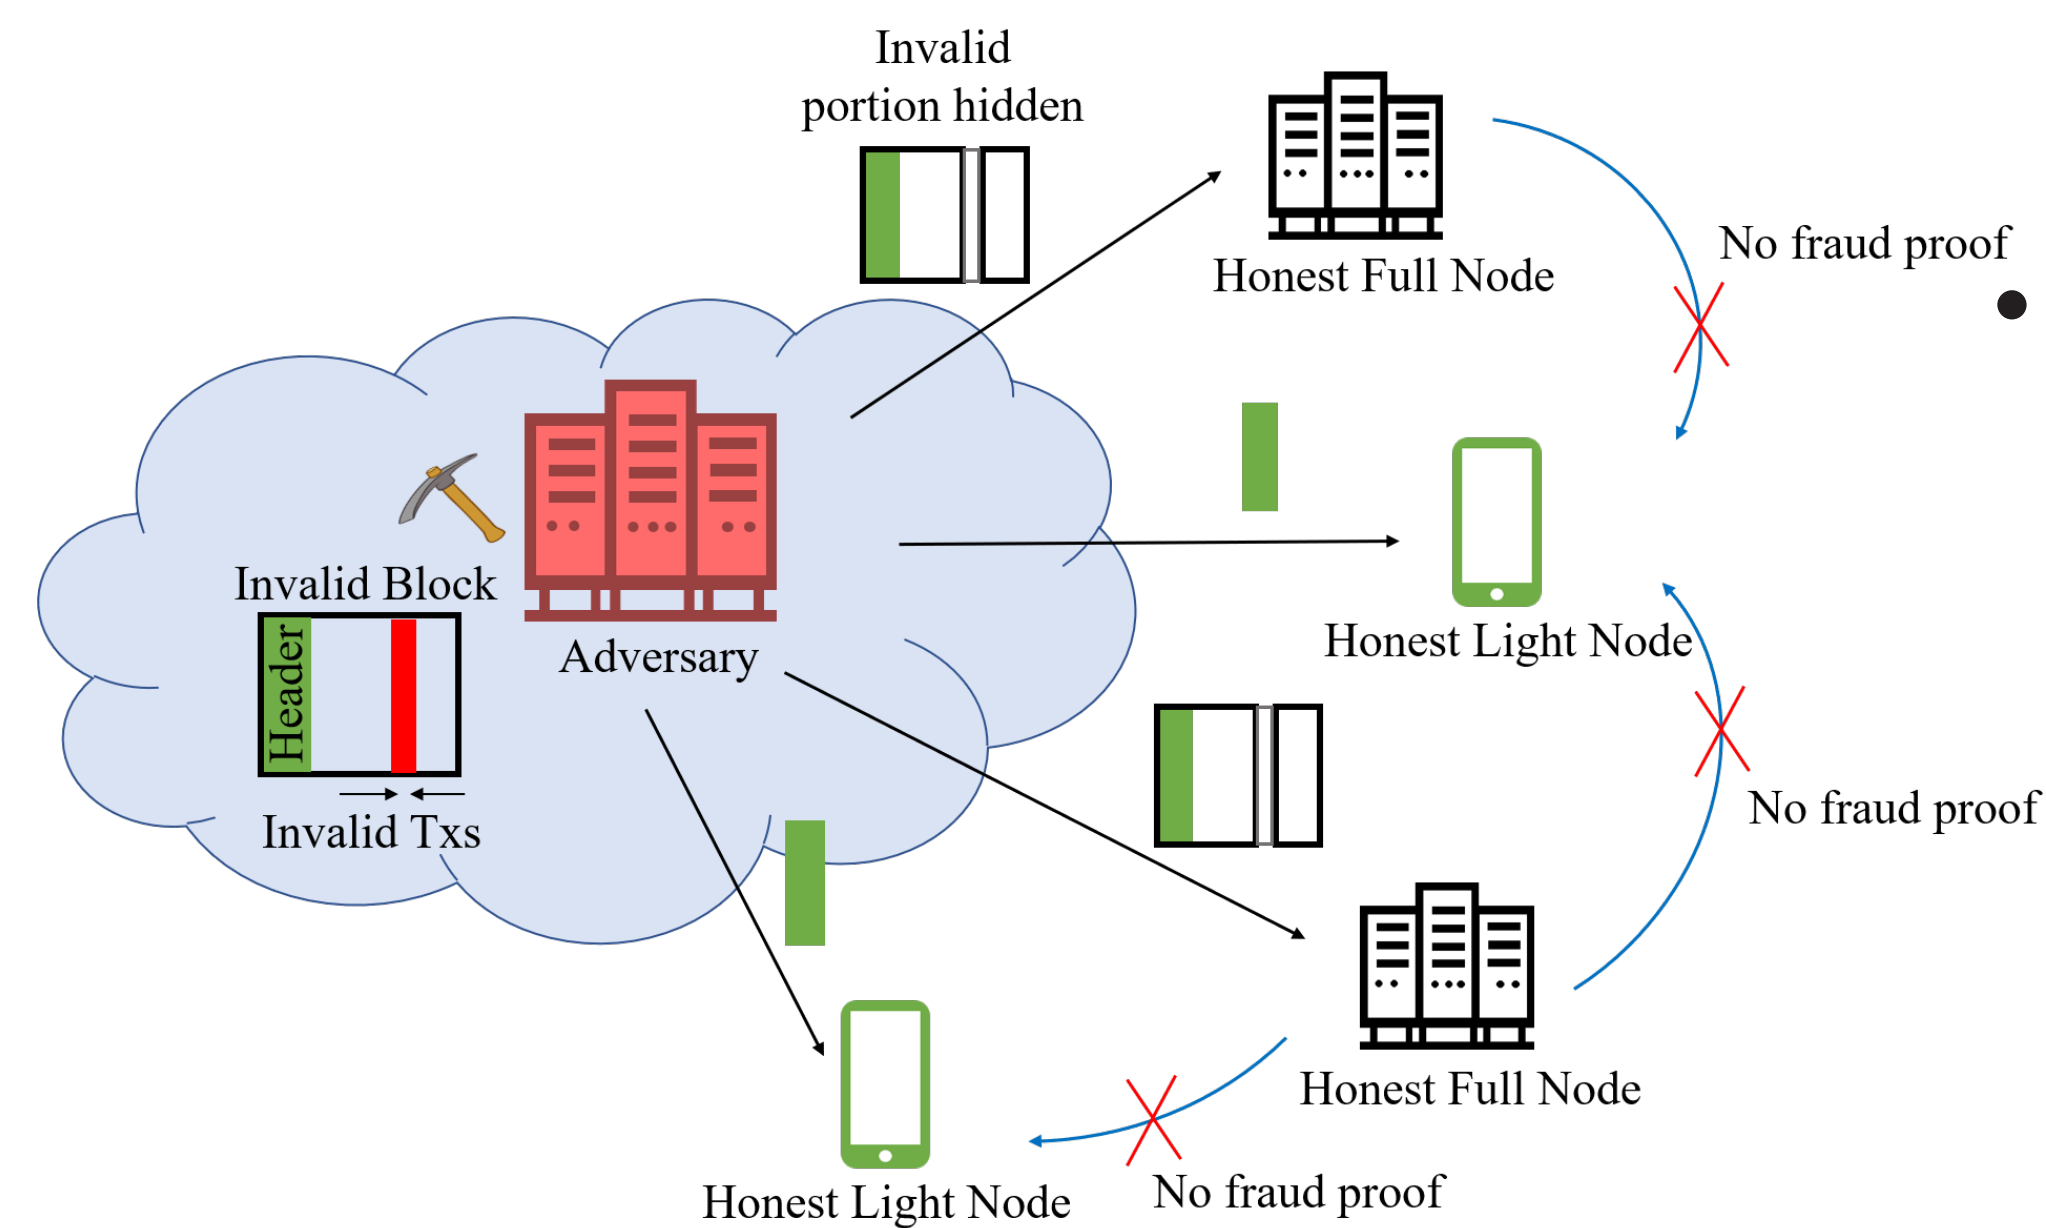 Invalid
portion hidden
Honest Full Node
No fraud proof
Invalid Block
Header
Invalid Txs
Adversary
Honest Light Node
No fraud proof
Honest Full Node
No fraud proof
Honest Light Node